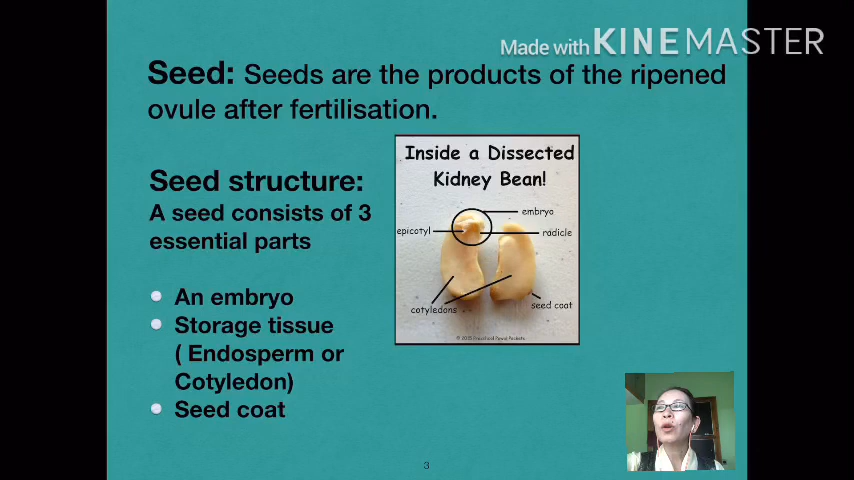 Made with KINEMASTER
Seed: Seeds are the products of the ripened
ovule after fertilisation.
Seed structure:
A seed consists of 3
essential parts
An embryo
Storage tissue
( Endosperm or
Cotyledon)
Seed coat
Inside a Dissected
Kidney Bean!
embryo
epicotyl
radicle
cotyledons
seed coat
3